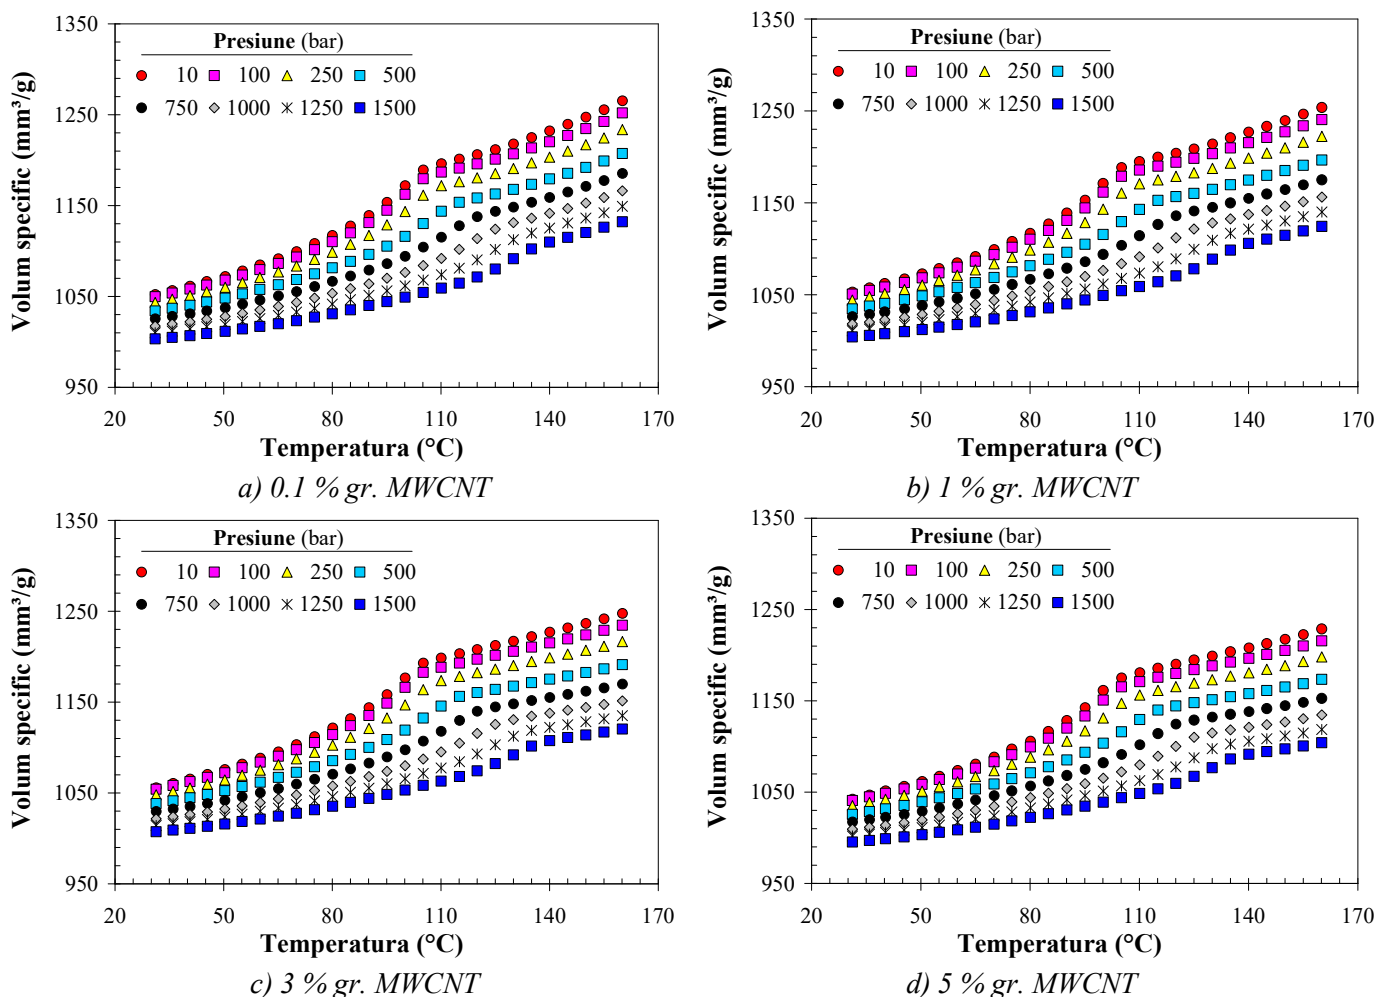 1350
1250
1150
1050
950
Volum specific (mm³/g)
Presiune (bar)
10 100 250 500
750 1000 1250 1500
20 50 80 110 140 170
Temperatura (°C)
a) 0.1 % gr. MWCNT
1350
1250
1150
1050
950
Volum specific (mm³/g)
Presiune (bar)
10 100 250 500
750 1000 1250 1500
20 50 80 110 140 170
Temperatura (°C)
b) 1 % gr. MWCNT
1350
1250
1150
1050
950
Volum specific (mm³/g)
Presiune (bar)
10 100 250 500
750 1000 1250 1500
20 50 80 110 140 170
Temperatura (°C)
c) 3 % gr. MWCNT
1350
1250
1150
1050
950
Volum specific (mm³/g)
Presiune (bar)
10 100 250 500
750 1000 1250 1500
20 50 80 110 140 170
Temperatura (°C)
d) 5 % gr. MWCNT